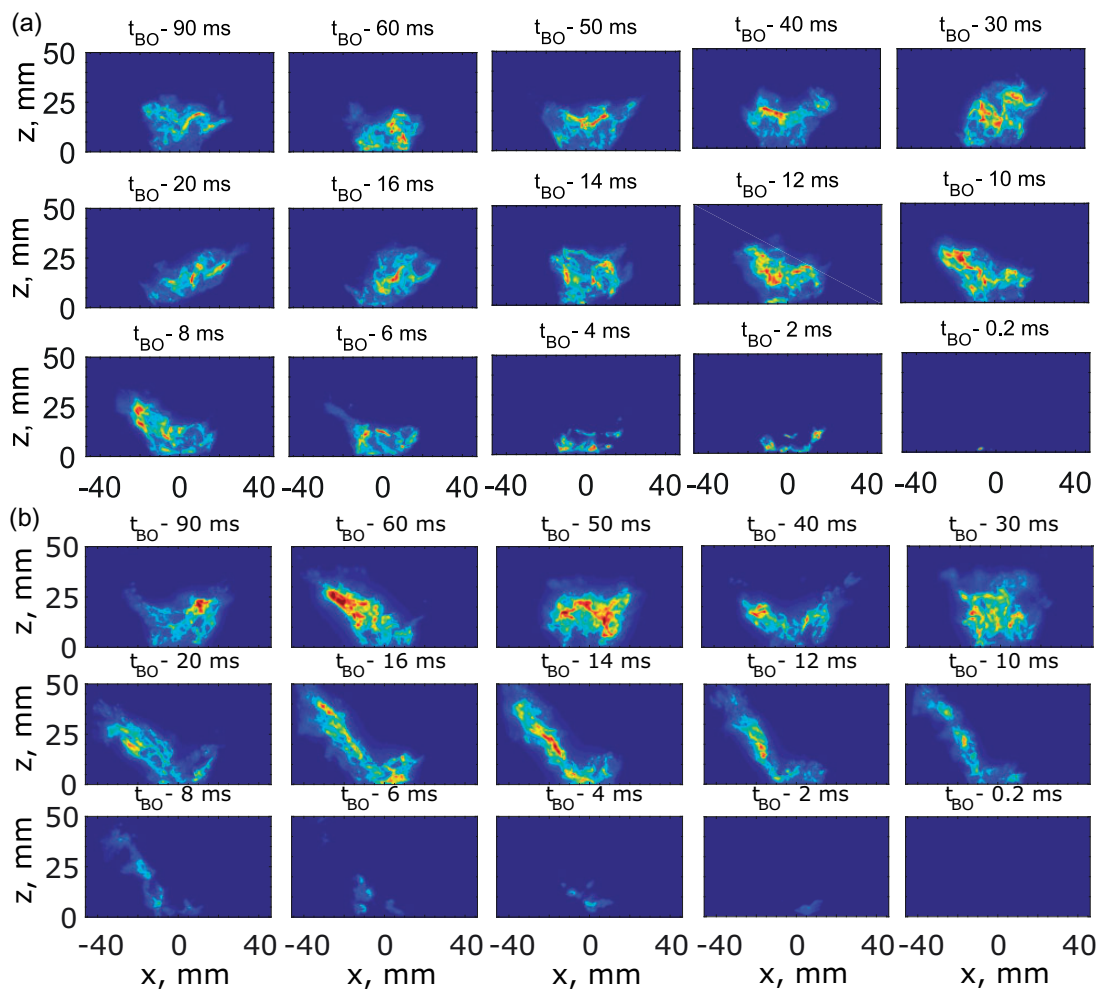 (a)
t_BO- 90 ms t_BO- 60 ms t_BO- 50 ms t_BO- 40 ms t_BO- 30 ms
z, mm 50 25 0
t_BO- 20 ms t_BO- 16 ms t_BO- 14 ms t_BO- 12 ms t_BO- 10 ms
z, mm 50 25 0
t_BO- 8 ms t_BO- 6 ms t_BO- 4 ms t_BO- 2 ms t_BO- 0.2 ms
z, mm 50 25 0
-40 0 40 -40 0 40 -40 0 40 -40 0 40 -40 0 40
(b)
t_BO- 90 ms t_BO- 60 ms t_BO- 50 ms t_BO- 40 ms t_BO- 30 ms
z, mm 50 25 0
t_BO- 20 ms t_BO- 16 ms t_BO- 14 ms t_BO- 12 ms t_BO- 10 ms
z, mm 50 25 0
t_BO- 8 ms t_BO- 6 ms t_BO- 4 ms t_BO- 2 ms t_BO- 0.2 ms
z, mm 50 25 0
-40 0 40 -40 0 40 -40 0 40 -40 0 40 -40 0 40
x, mm x, mm x, mm x, mm x, mm